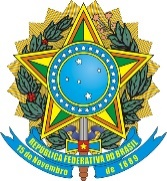 REPÚBLICA FEDERATIVA DO BRASIL
15 de Novembro de 1889